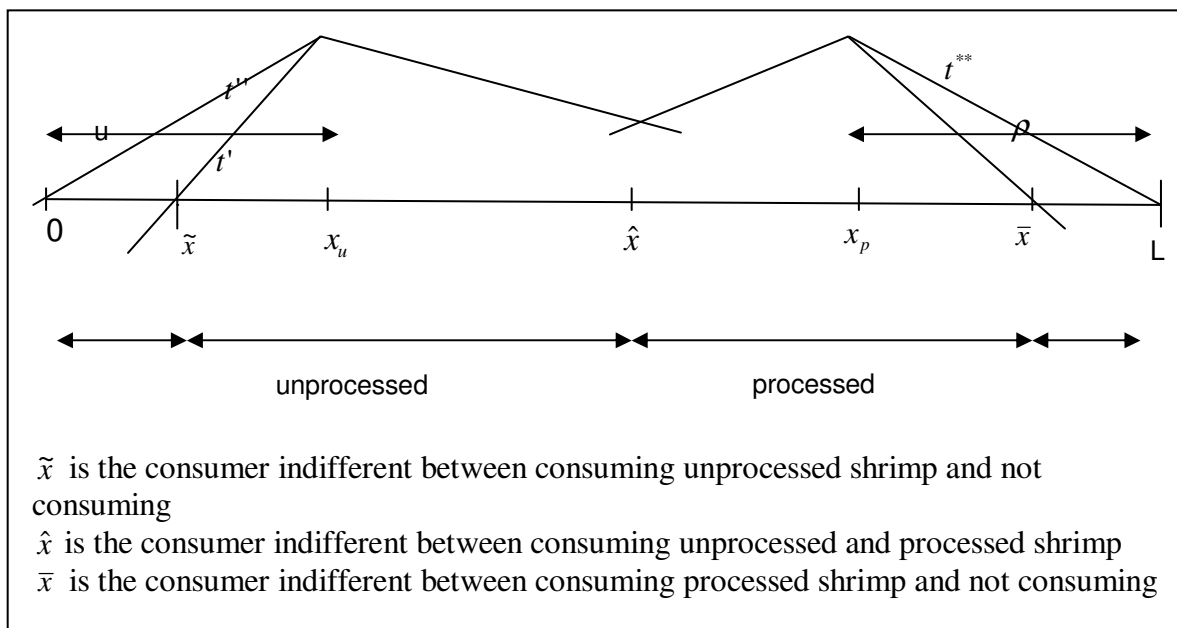 t'' t**
u ρ
t'
0 x̃ x_u x̂ x_p x̄ L
unprocessed processed
x̃ is the consumer indifferent between consuming unprocessed shrimp and not
consuming
x̂ is the consumer indifferent between consuming unprocessed and processed shrimp
x̄ is the consumer indifferent between consuming processed shrimp and not consuming